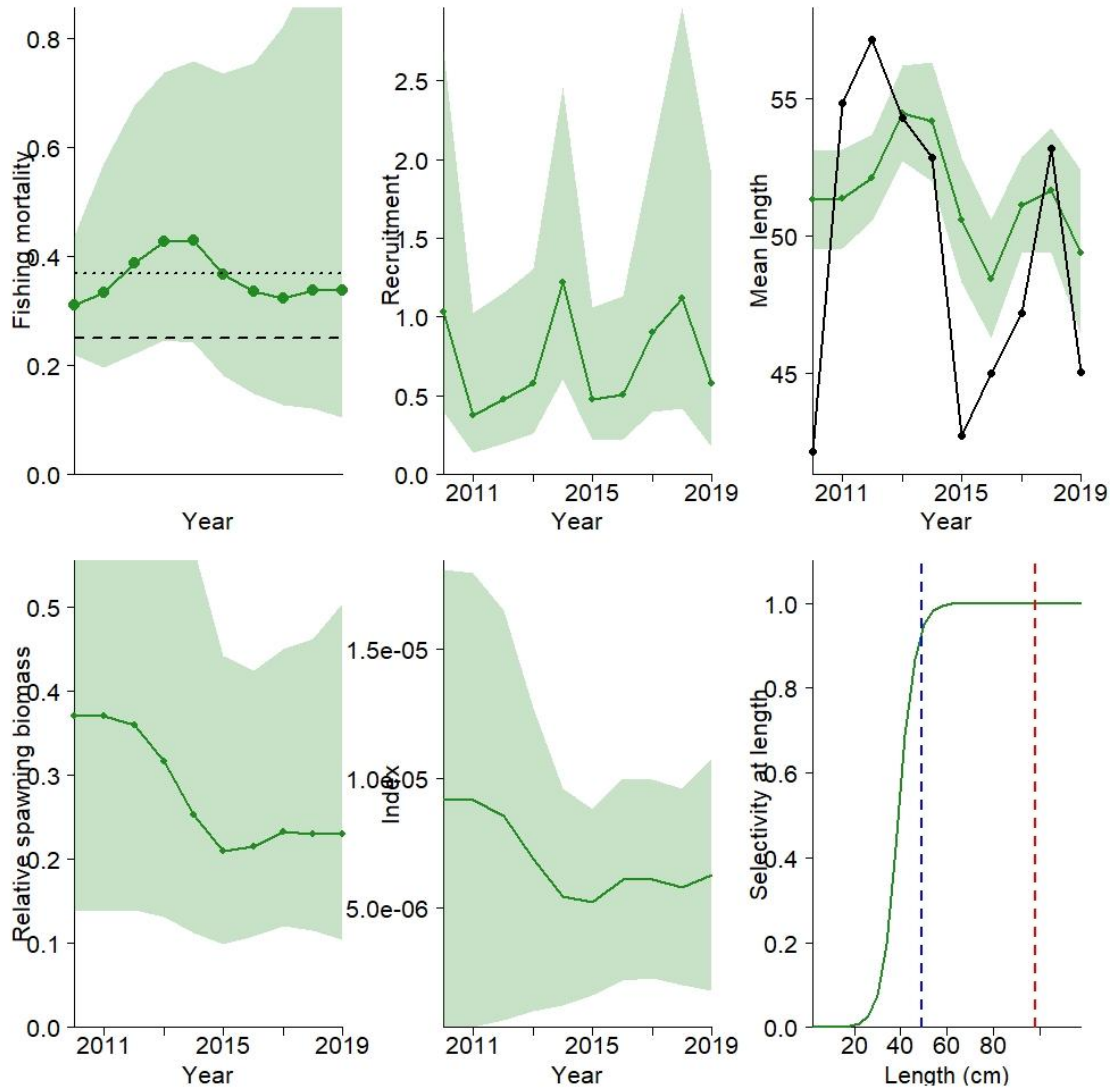 Fishing mortality
0.8
0.6
0.4
0.2
0.0
Year
Recruitment
2.5
2.0
1.5
1.0
0.5
0.0
2011 2015 2019
Year
Mean length
55
50
45
2011 2015 2019
Year
Relative spawning biomass
0.5
0.4
0.3
0.2
0.1
0.0
2011 2015 2019
Year
Index
1.5e-05
1.0e-05
5.0e-06
2011 2015 2019
Year
Selectivity at length
1.0
0.8
0.6
0.4
0.2
0.0
20 40 60 80
Length (cm)